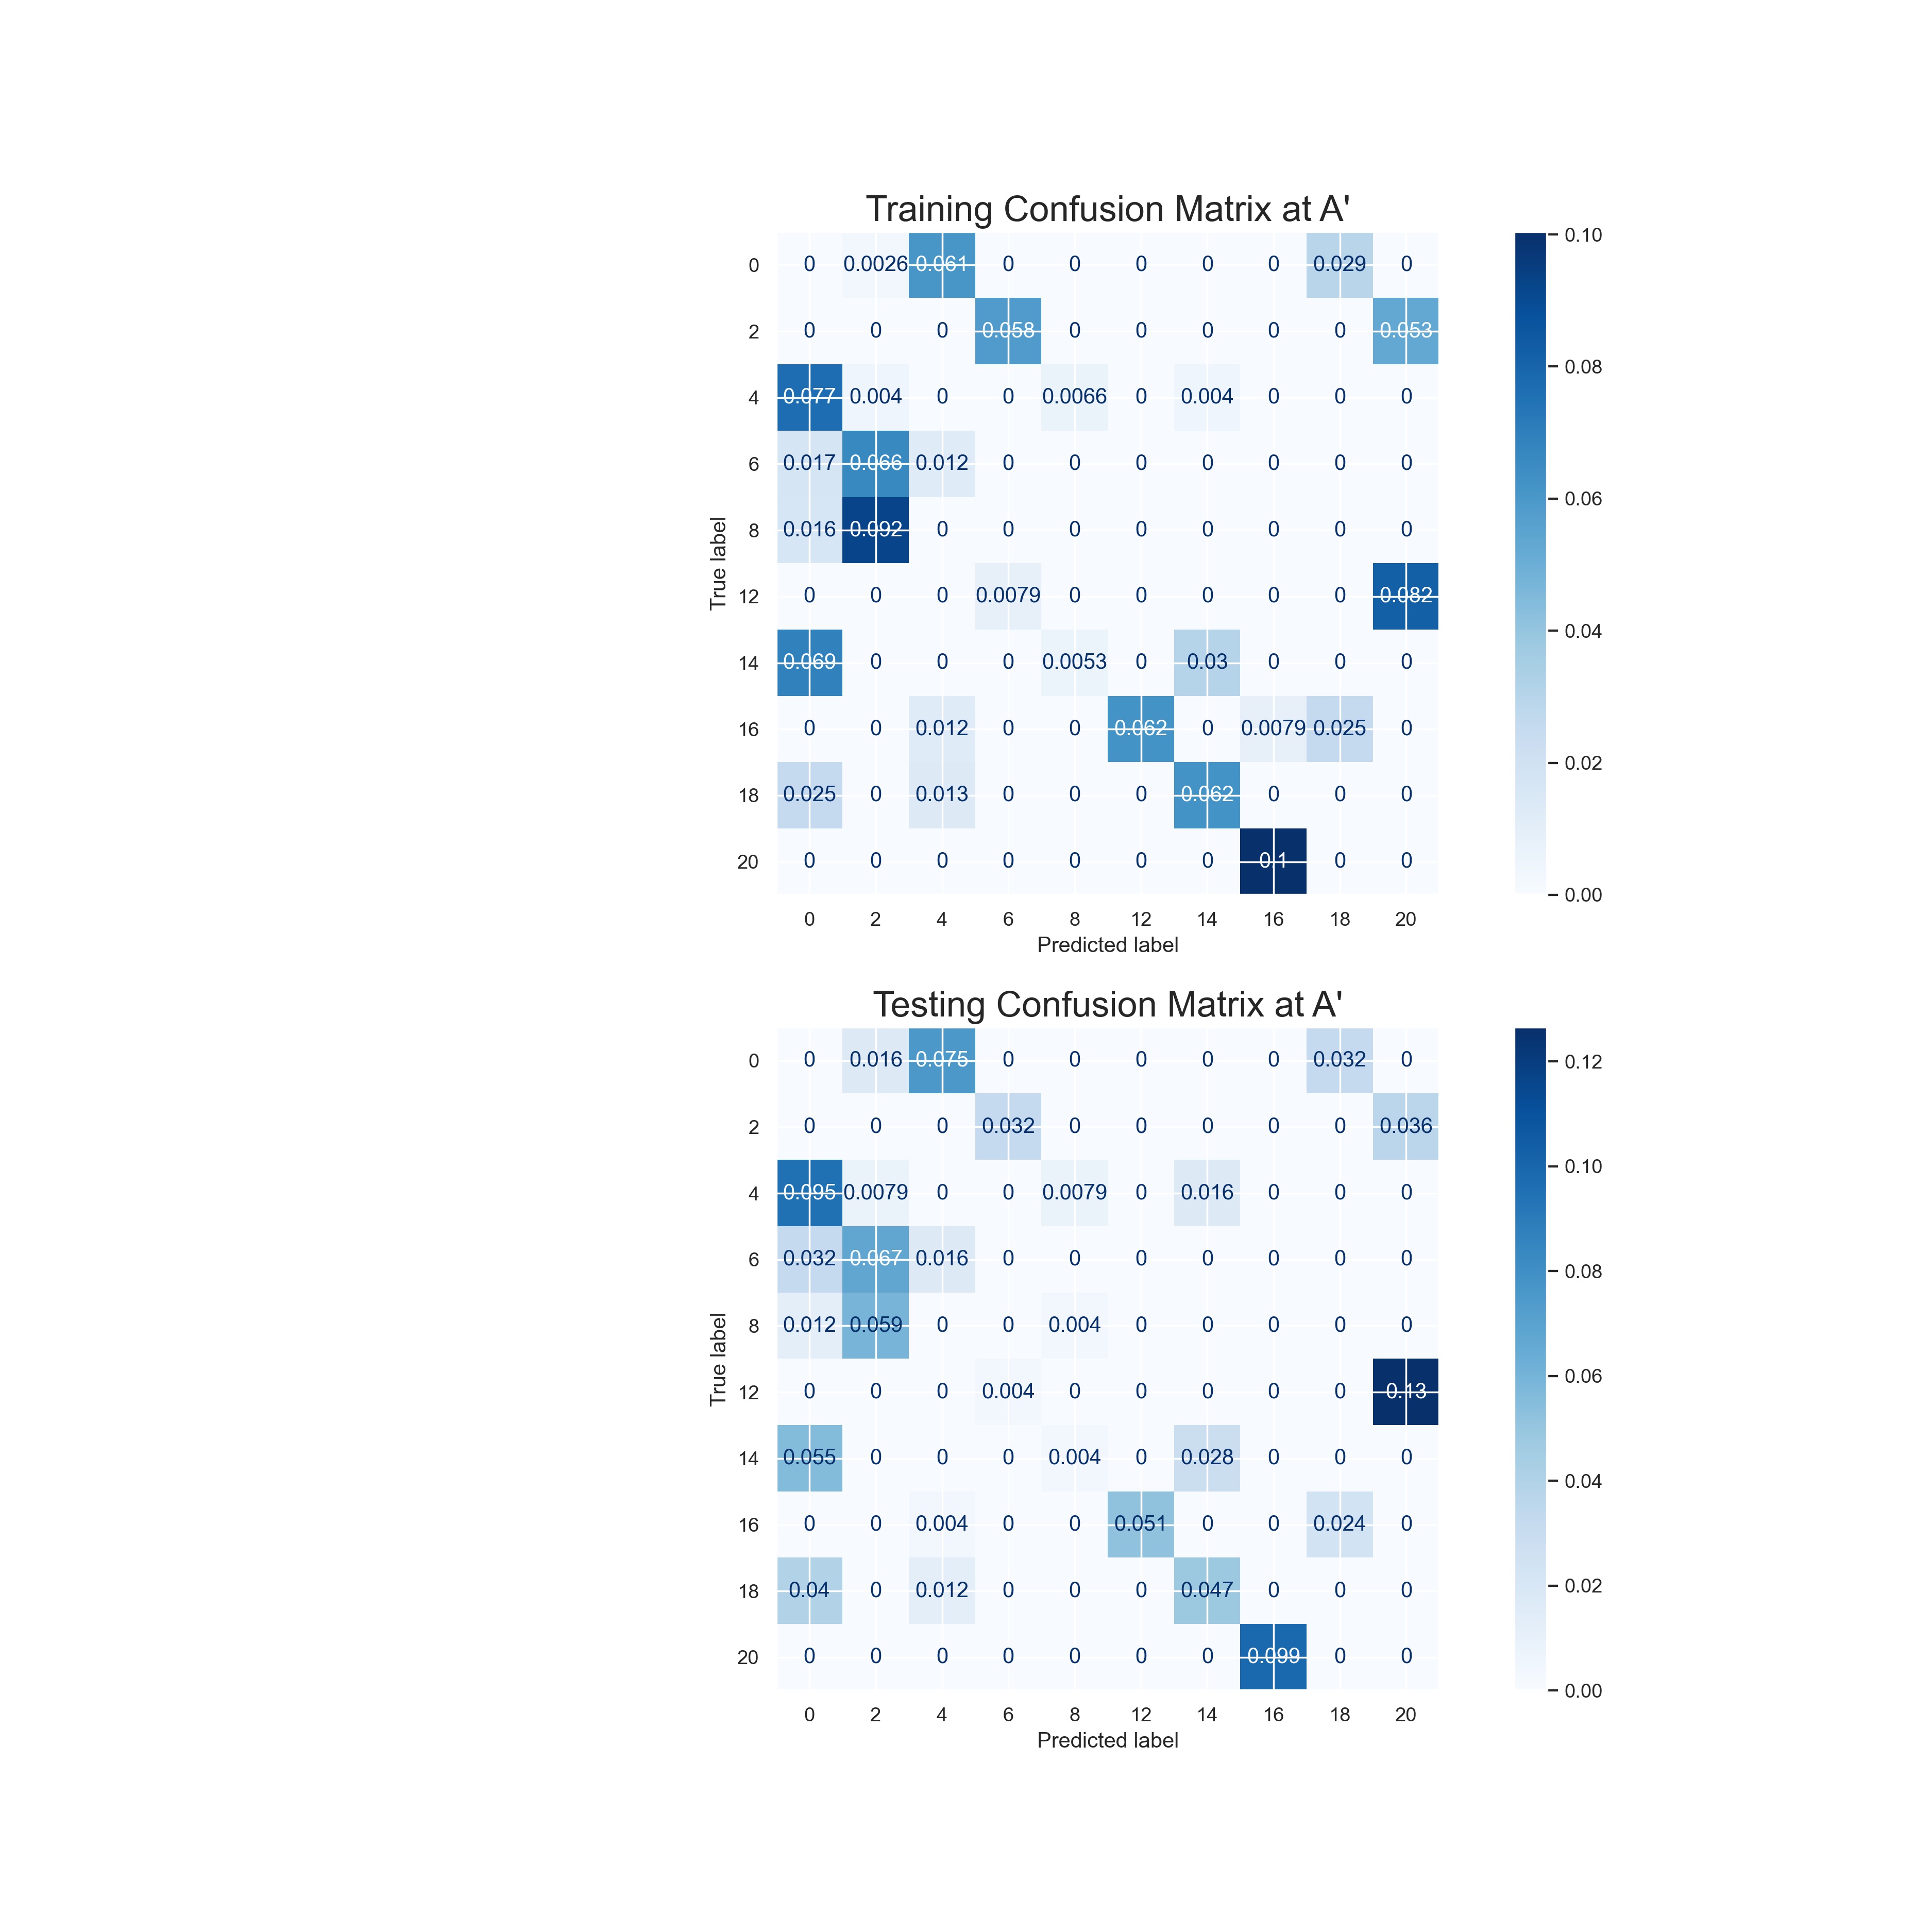 Training Confusion Matrix at A'
0 0 0.0026 0.061 0 0 0 0 0 0.029 0
2 0 0 0 0.058 0 0 0 0 0 0.053
4 0.077 0.004 0 0 0.0066 0 0.004 0 0 0
6 0.017 0.066 0.012 0 0 0 0 0 0 0
8 0.016 0.092 0 0 0 0 0 0 0 0
12 0 0 0 0.0079 0 0 0 0 0 0.082
14 0.069 0 0 0 0.0053 0 0.03 0 0 0
16 0 0 0.012 0 0 0.062 0 0.0079 0.025 0
18 0.025 0 0.013 0 0 0 0.062 0 0 0
20 0 0 0 0 0 0 0 0.1 0 0
0 2 4 6 8 12 14 16 18 20
True label
Predicted label
0.10
0.08
0.06
0.04
0.02
0.00
Testing Confusion Matrix at A'
0 0 0.016 0.075 0 0 0 0 0 0.032 0
2 0 0 0 0.032 0 0 0 0 0 0.036
4 0.095 0.0079 0 0 0.0079 0 0.016 0 0 0
6 0.032 0.067 0.016 0 0 0 0 0 0 0
8 0.012 0.059 0 0 0.004 0 0 0 0 0
12 0 0 0 0.004 0 0 0 0 0 0.13
14 0.055 0 0 0 0.004 0 0.028 0 0 0
16 0 0 0.004 0 0 0.051 0 0 0.024 0
18 0.04 0 0.012 0 0 0 0.047 0 0 0
20 0 0 0 0 0 0 0 0.099 0 0
0 2 4 6 8 12 14 16 18 20
True label
Predicted label
0.12
0.10
0.08
0.06
0.04
0.02
0.00